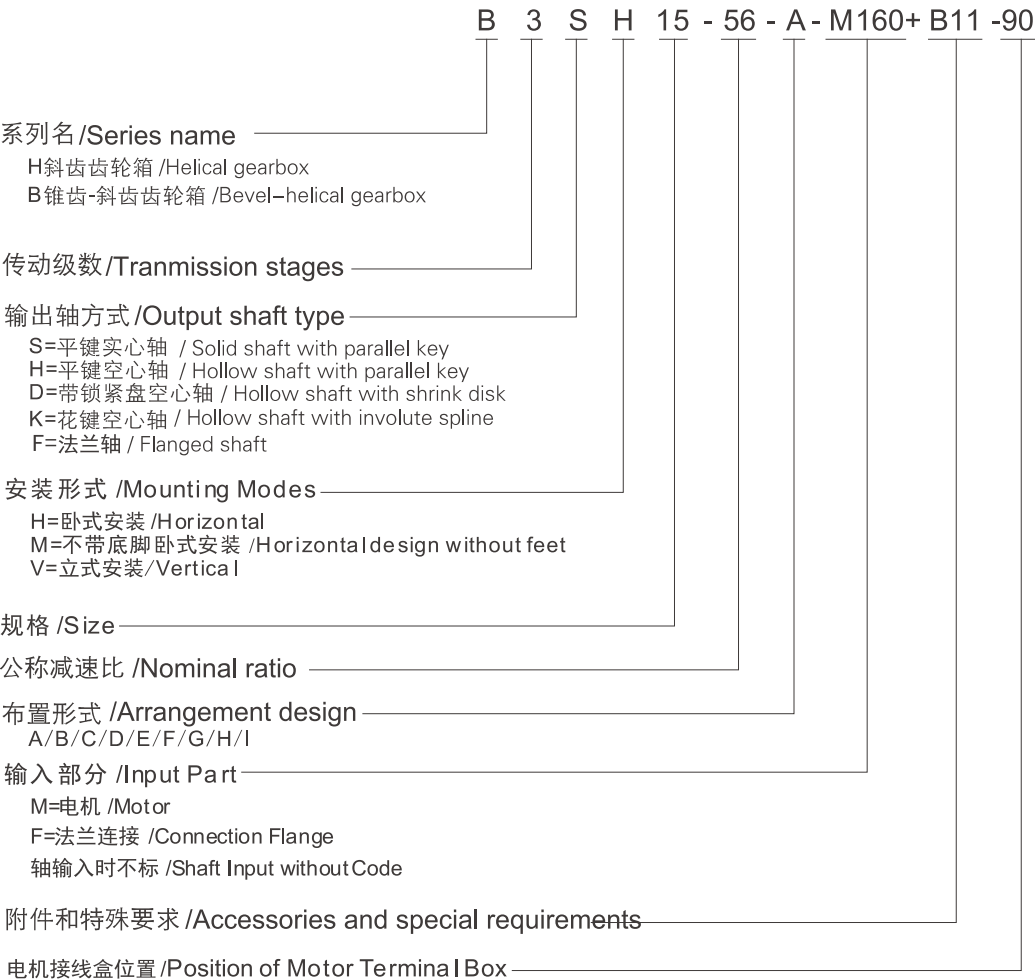 B 3 S H 15 - 56 - A - M160+ B11 -90
系列名/Series name
H斜齿齿轮箱 /Helical gearbox
B锥齿-斜齿齿轮箱 /Bevel-helical gearbox
传动级数/Tranmission stages
输出轴方式/Output shaft type
S=平键实心轴 / Solid shaft with parallel key
H=平键空心轴 / Hollow shaft with parallel key
D=带锁紧盘空心轴 / Hollow shaft with shrink disk
K=花键空心轴 / Hollow shaft with involute spline
F=法兰轴 / Flanged shaft
安装形式 /Mounting Modes
H=卧式安装 /Horizontal
M=不带底脚卧式安装 /Horizontal design without feet
V=立式安装/Vertical
规格 /Size
公称减速比 /Nominal ratio
布置形式 /Arrangement design
A/B/C/D/E/F/G/H/I
输入部分 /Input Part
M=电机 /Motor
F=法兰连接 /Connection Flange
轴输入时不标 /Shaft Input without Code
附件和特殊要求/Accessories and special requirements
电机接线盒位置/Position of Motor Terminal Box